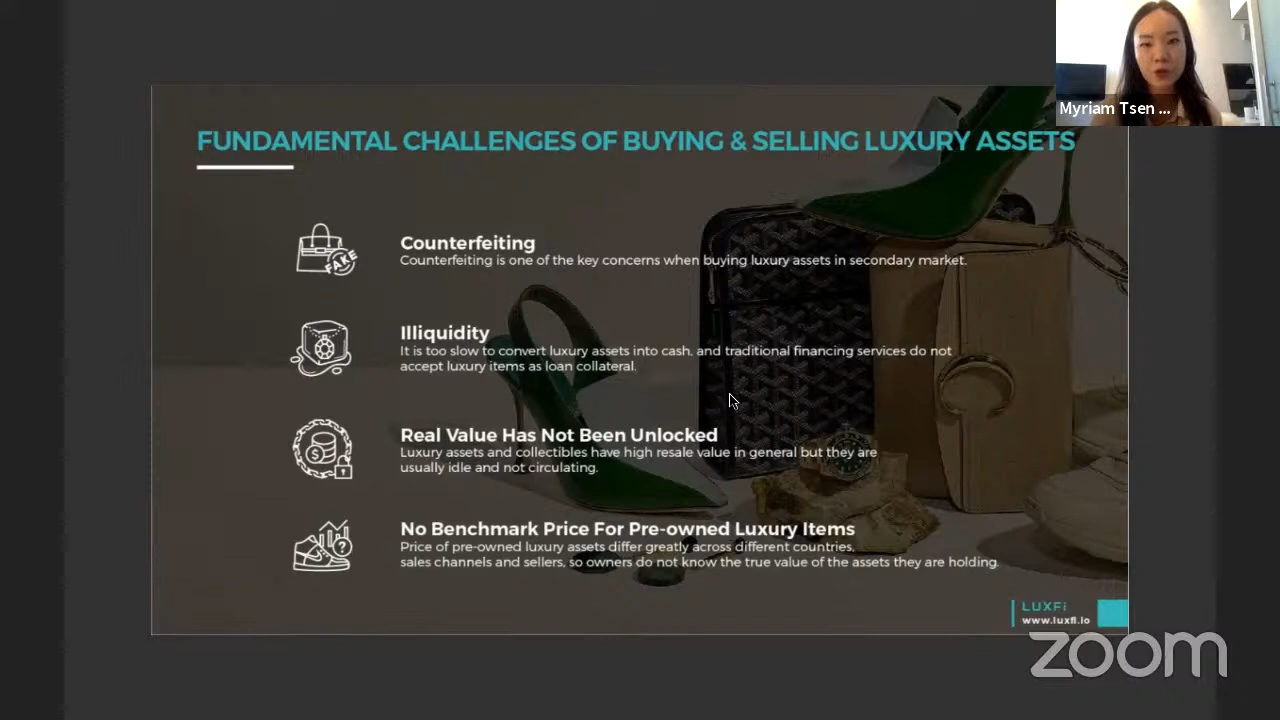 Myriam Tsen ...
FUNDAMENTAL CHALLENGES OF BUYING & SELLING LUXURY ASSETS
FAKE
Counterfeiting
Counterfeiting is one of the key concerns when buying luxury assets in secondary market.
Illiquidity
It is too slow to convert luxury assets into cash, and traditional financing services do not
accept luxury items as loan collateral.
Real Value Has Not Been Unlocked
Luxury assets and collectibles have high resale value in general but they are
usually idle and not circulating.
No Benchmark Price For Pre-owned Luxury Items
Price of pre-owned luxury assets differ greatly across different countries,
sales channels and sellers, so owners do not know the true value of the assets they are holding.
LUXFi
www.luxfi.io
zoom